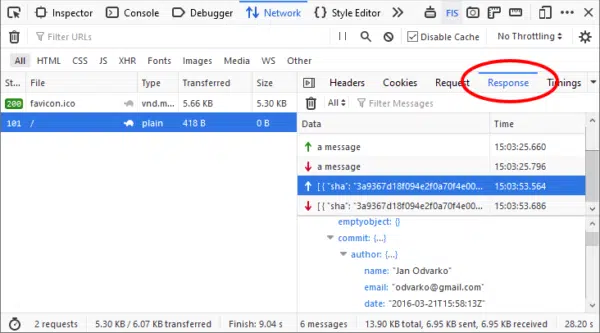 Inspector Console Debugger Network Style Editor FIS
Filter URLs Disable Cache No Throttling
All HTML CSS JS XHR Fonts Images Media WS Other
St... File Type Transferred Size
200 favicon.ico vnd.m... 5.66 KB 5.30 KB
101 / plain 418 B 0 B
Headers Cookies Request Response Timings
All Filter Messages
Data Time
a message 15:03:25.660
a message 15:03:25.796
[{ "sha": "3a9367d18f094e2f0a70f4e00... 15:03:53.564
[{ "sha": "3a9367d18f094e2f0a70f4e00... 15:03:53.686
emptyobject: {}
commit: {...}
author: {...}
name: "Jan Odvarko"
email: "odvarko@gmail.com"
date: "2016-03-21T15:58:13Z"
2 requests 5.30 KB / 6.07 KB transferred Finish: 9.04 s 6 messages 13.90 KB total, 6.95 KB sent, 6.95 KB received 28.20 s